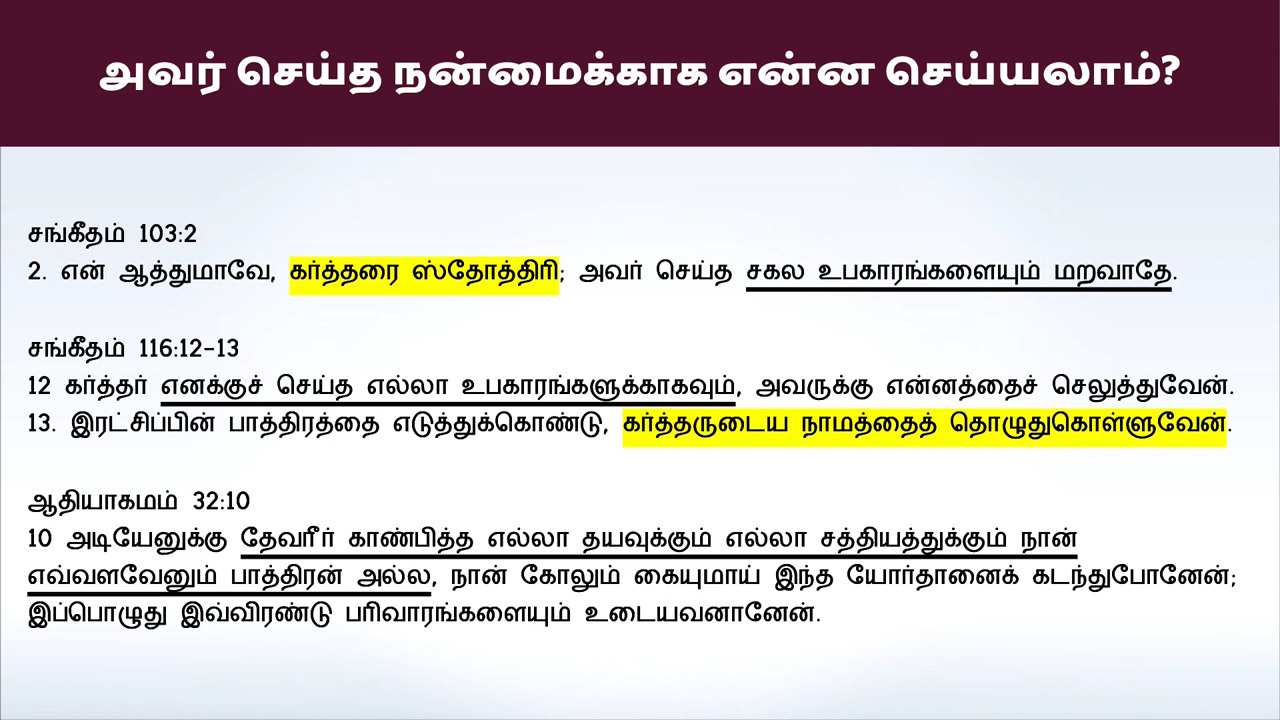 அவர் செய்த நன்மைக்காக என்ன செய்யலாம்?
சங்கீதம் 103:2
2. என் ஆத்துமாவே, கர்த்தரை ஸ்தோத்திரி; அவர் செய்த சகல உபகாரங்களையும் மறவாதே.
சங்கீதம் 116:12-13
12 கர்த்தர் எனக்குச் செய்த எல்லா உபகாரங்களுக்காகவும், அவருக்கு என்னத்தைச் செலுத்துவேன்.
13. இரட்சிப்பின் பாத்திரத்தை எடுத்துக்கொண்டு, கர்த்தருடைய நாமத்தைத் தொழுதுகொள்ளுவேன்.
ஆதியாகமம் 32:10
10 அடியேனுக்கு தேவரீர் காண்பித்த எல்லா தயவுக்கும் எல்லா சத்தியத்துக்கும் நான்
எவ்வளவேனும் பாத்திரன் அல்ல, நான் கோலும் கையுமாய் இந்த யோர்தானைக் கடந்துபோனேன்;
இப்பொழுது இவ்விரண்டு பரிவாரங்களையும் உடையவனானேன்.